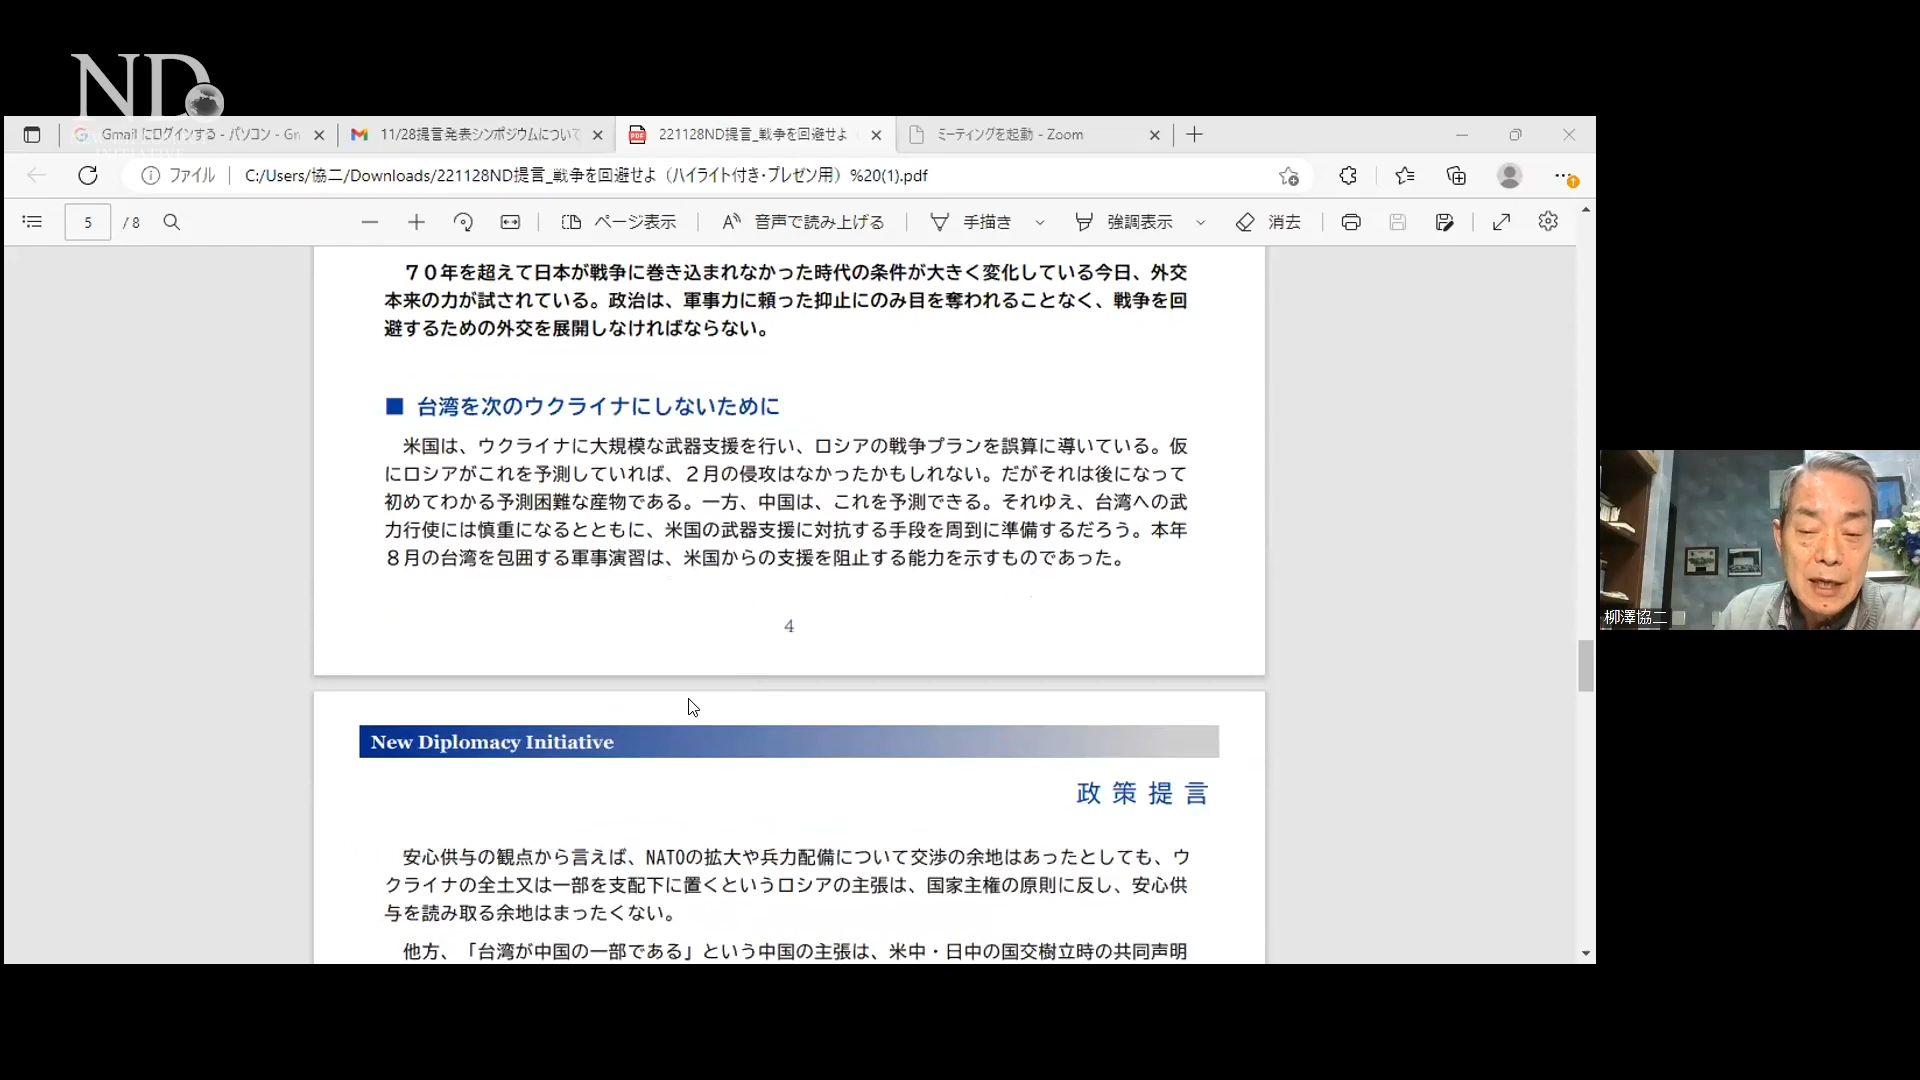 ND
Gmail にログインする - パソコン - Gm
11/28提言発表シンポジウムについて
221128ND提言_戦争を回避せよ
ミーティングを起動 - Zoom
ファイル
C:/Users/協二/Downloads/221128ND提言_戦争を回避せよ（ハイライト付き・プレゼン用）%20(1).pdf
5 / 8
ページ表示
音声で読み上げる
手描き
強調表示
消去
７０年を超えて日本が戦争に巻き込まれなかった時代の条件が大きく変化している今日、外交
本来の力が試されている。政治は、軍事力に頼った抑止にのみ目を奪われることなく、戦争を回
避するための外交を展開しなければならない。
■ 台湾を次のウクライナにしないために
米国は、ウクライナに大規模な武器支援を行い、ロシアの戦争プランを誤算に導いている。仮
にロシアがこれを予測していれば、２月の侵攻はなかったかもしれない。だがそれは後になって
初めてわかる予測困難な産物である。一方、中国は、これを予測できる。それゆえ、台湾への武
力行使には慎重になるとともに、米国の武器支援に対抗する手段を周到に準備するだろう。本年
８月の台湾を包囲する軍事演習は、米国からの支援を阻止する能力を示すものであった。
4
柳澤協二
New Diplomacy Initiative
政策提言
安心供与の観点から言えば、NATOの拡大や兵力配備について交渉の余地はあったとしても、ウ
クライナの全土又は一部を支配下に置くというロシアの主張は、国家主権の原則に反し、安心供
与を読み取る余地はまったくない。
他方、「台湾が中国の一部である」という中国の主張は、米中・日中の国交樹立時の共同声明